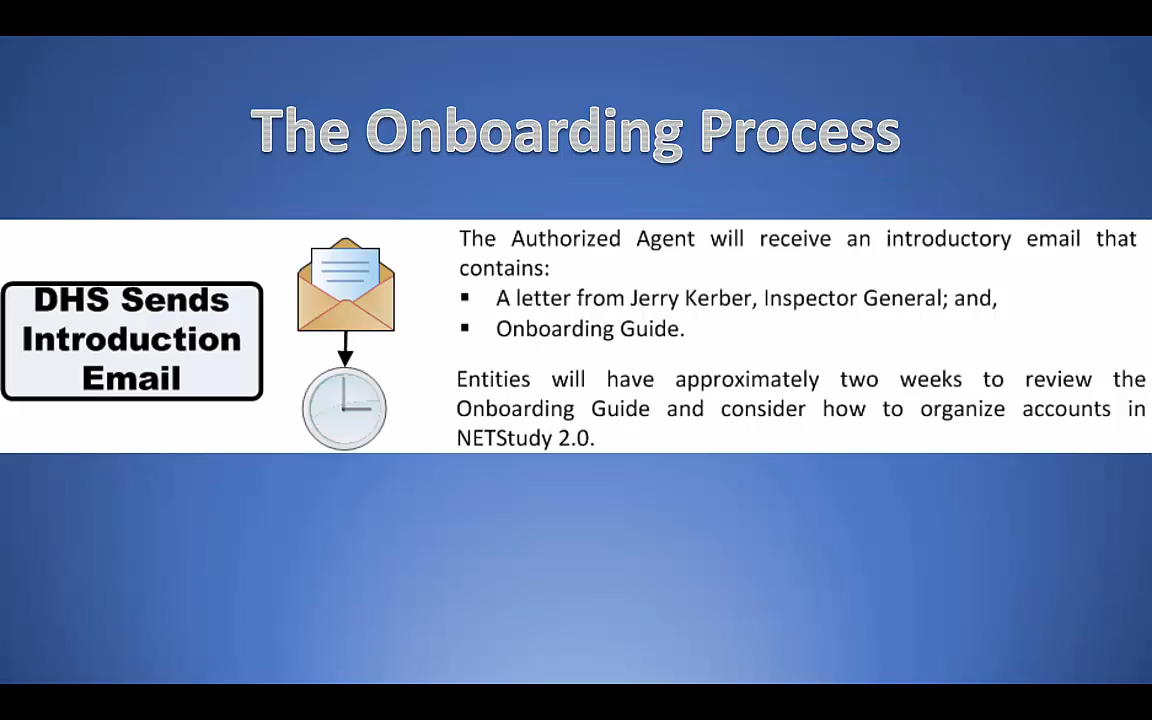 The Onboarding Process
DHS Sends
Introduction
Email
The Authorized Agent will receive an introductory email that
contains:
▪ A letter from Jerry Kerber, Inspector General; and,
▪ Onboarding Guide.
Entities will have approximately two weeks to review the
Onboarding Guide and consider how to organize accounts in
NETStudy 2.0.